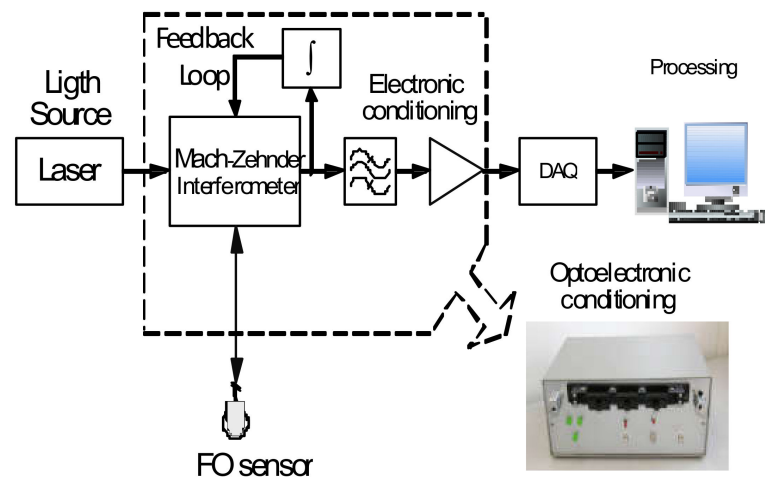 Feedback
Loop
∫
Ligth
Source
Laser
Mach-Zehnder
Interferometer
Electronic
conditioning
DAQ
Processing
Optoelectronic
conditioning
FO sensor